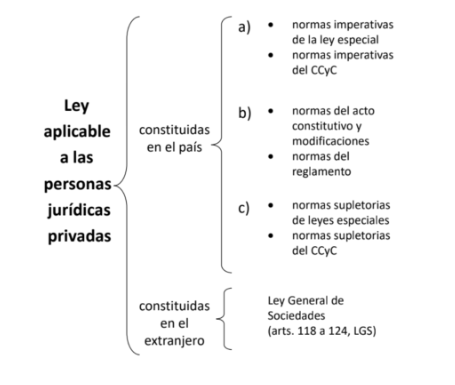 Ley
aplicable
a las
personas
jurídicas
privadas
constituidas
en el país
a)
• normas imperativas
de la ley especial
• normas imperativas
del CCyC
b)
• normas del acto
constitutivo y
modificaciones
• normas del
reglamento
c)
• normas supletorias
de leyes especiales
• normas supletorias
del CCyC
constituidas
en el
extranjero
Ley General de
Sociedades
(arts. 118 a 124, LGS)